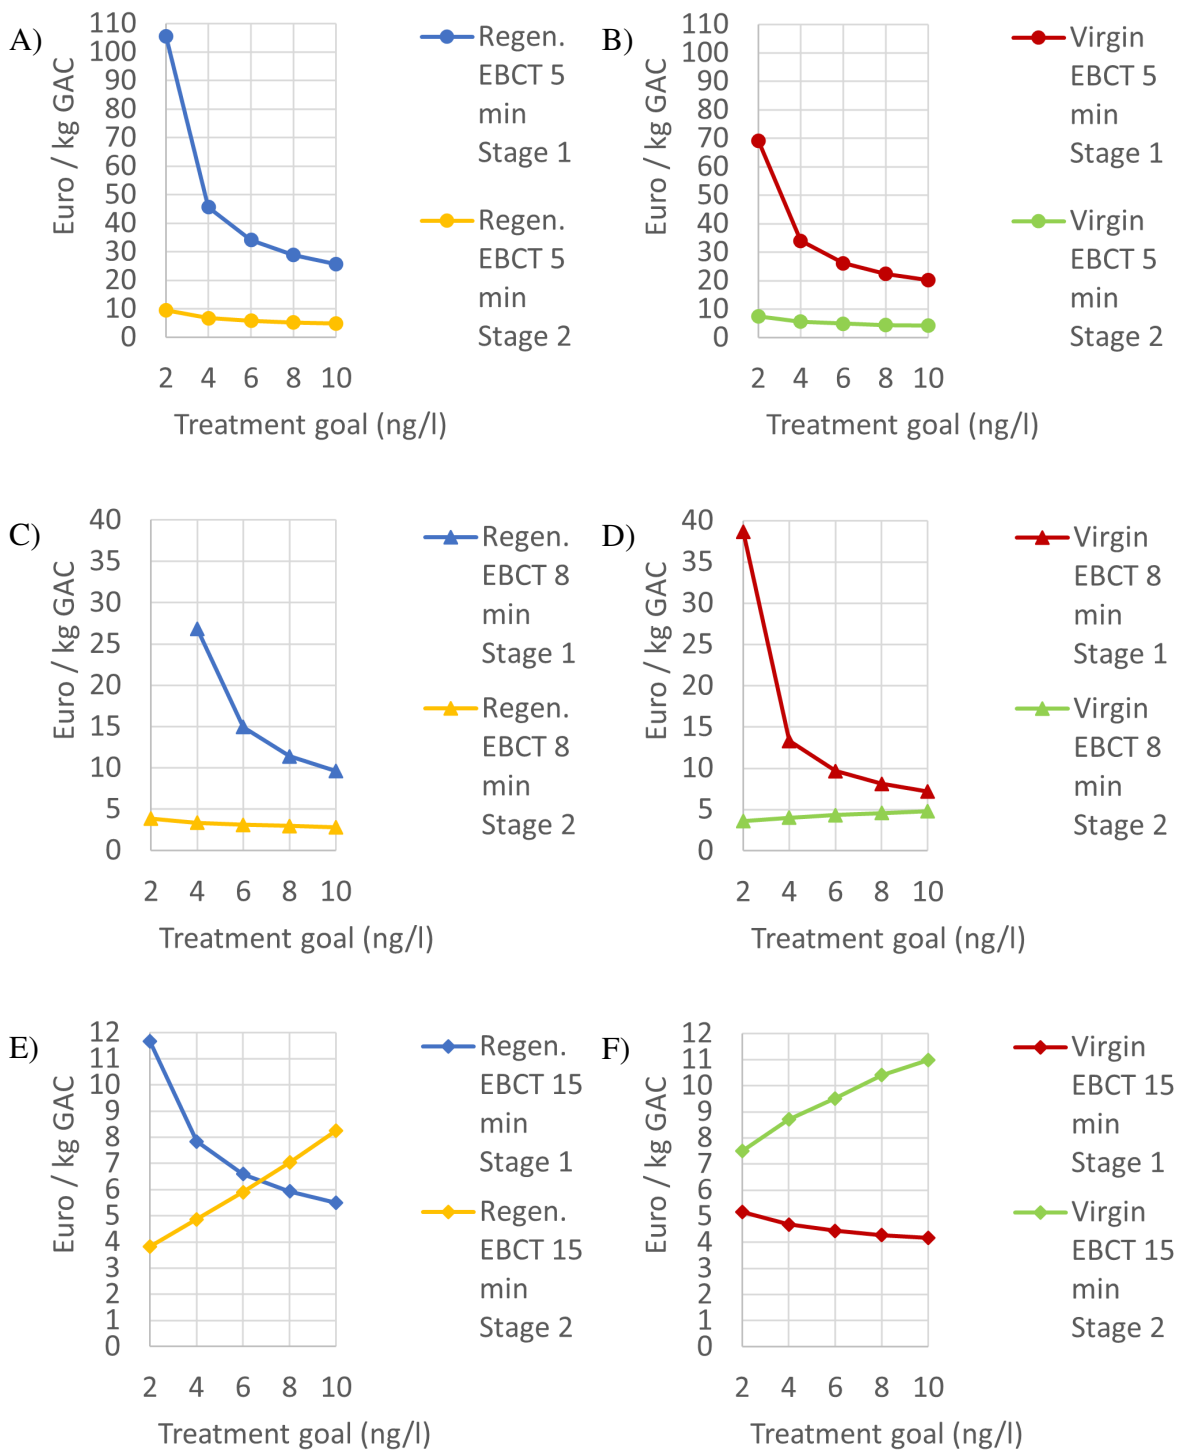 A)
Euro / kg GAC
110
100
90
80
70
60
50
40
30
20
10
0
2 4 6 8 10
Treatment goal (ng/l)
Regen.
EBCT 5
min
Stage 1
Regen.
EBCT 5
min
Stage 2
B)
Euro / kg GAC
110
100
90
80
70
60
50
40
30
20
10
0
2 4 6 8 10
Treatment goal (ng/l)
Virgin
EBCT 5
min
Stage 1
Virgin
EBCT 5
min
Stage 2
C)
Euro / kg GAC
40
35
30
25
20
15
10
5
0
2 4 6 8 10
Treatment goal (ng/l)
Regen.
EBCT 8
min
Stage 1
Regen.
EBCT 8
min
Stage 2
D)
Euro / kg GAC
40
35
30
25
20
15
10
5
0
2 4 6 8 10
Treatment goal (ng/l)
Virgin
EBCT 8
min
Stage 1
Virgin
EBCT 8
min
Stage 2
E)
Euro / kg GAC
12
11
10
9
8
7
6
5
4
3
2
1
0
2 4 6 8 10
Treatment goal (ng/l)
Regen.
EBCT 15
min
Stage 1
Regen.
EBCT 15
min
Stage 2
F)
Euro / kg GAC
12
11
10
9
8
7
6
5
4
3
2
1
0
2 4 6 8 10
Treatment goal (ng/l)
Virgin
EBCT 15
min
Stage 1
Virgin
EBCT 15
min
Stage 2